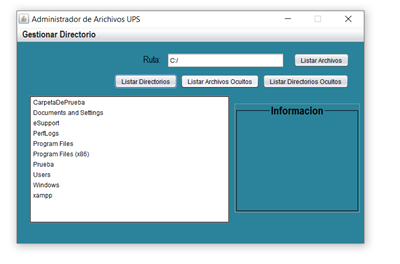 Administrador de Arichivos UPS
Gestionar Directorio
Ruta: C:/ Listar Archivos
Listar Directorios Listar Archivos Ocultos Listar Directorios Ocultos
CarpetaDePrueba
Documents and Settings
eSupport
PerfLogs
Program Files
Program Files (x86)
Prueba
Users
Windows
xampp
Informacion